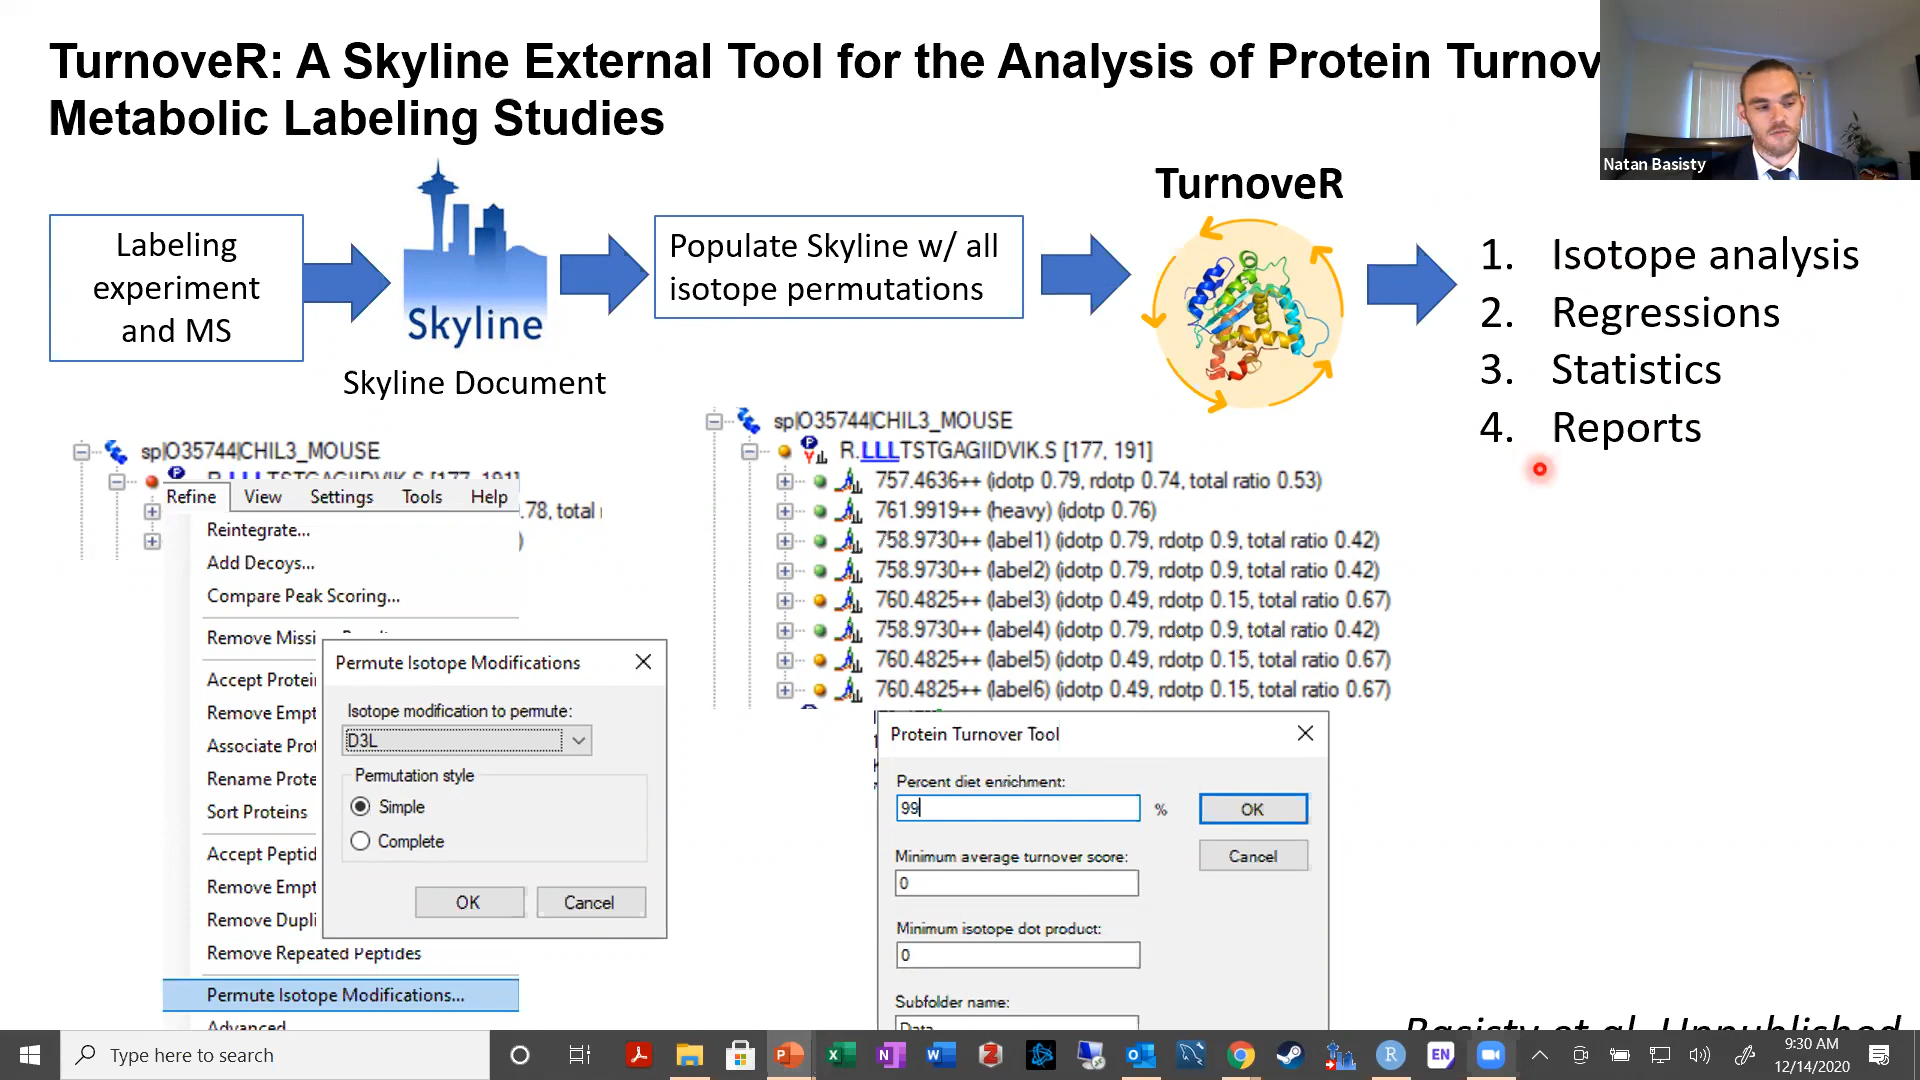 TurnoveR: A Skyline External Tool for the Analysis of Protein
Metabolic Labeling Studies
Natan Basisty
Labeling
experiment
and MS
Skyline
Skyline Document
Populate Skyline w/ all
isotope permutations
TurnoveR
1. Isotope analysis
2. Regressions
3. Statistics
4. Reports
sp|O35744|CHIL3_MOUSE
R.LLLTSTGAGIIDVIK.S [177, 191]
.78, total
)
Refine View Settings Tools Help
Reintegrate...
Add Decoys...
Compare Peak Scoring...
Remove Missi
Accept Protei
Remove Empt
Associate Prot
Rename Prote
Sort Proteins
Accept Peptid
Remove Empt
Remove Dupli
Remove Repeated Peptides
Permute Isotope Modifications...
Advanced
Permute Isotope Modifications
Isotope modification to permute:
D3L
Permutation style
Simple
Complete
OK Cancel
sp|O35744|CHIL3_MOUSE
R.LLLTSTGAGIIDVIK.S [177, 191]
757.4636++ (idotp 0.79, rdotp 0.74, total ratio 0.53)
761.9919++ (heavy) (idotp 0.76)
758.9730++ (label1) (idotp 0.79, rdotp 0.9, total ratio 0.42)
758.9730++ (label2) (idotp 0.79, rdotp 0.9, total ratio 0.42)
760.4825++ (label3) (idotp 0.49, rdotp 0.15, total ratio 0.67)
758.9730++ (label4) (idotp 0.79, rdotp 0.9, total ratio 0.42)
760.4825++ (label5) (idotp 0.49, rdotp 0.15, total ratio 0.67)
760.4825++ (label6) (idotp 0.49, rdotp 0.15, total ratio 0.67)
Protein Turnover Tool
Percent diet enrichment:
99 % OK
Minimum average turnover score: Cancel
0
Minimum isotope dot product:
0
Subfolder name:
Data
Basisty et al. Unpublished
Type here to search
EN
9:30 AM
12/14/2020